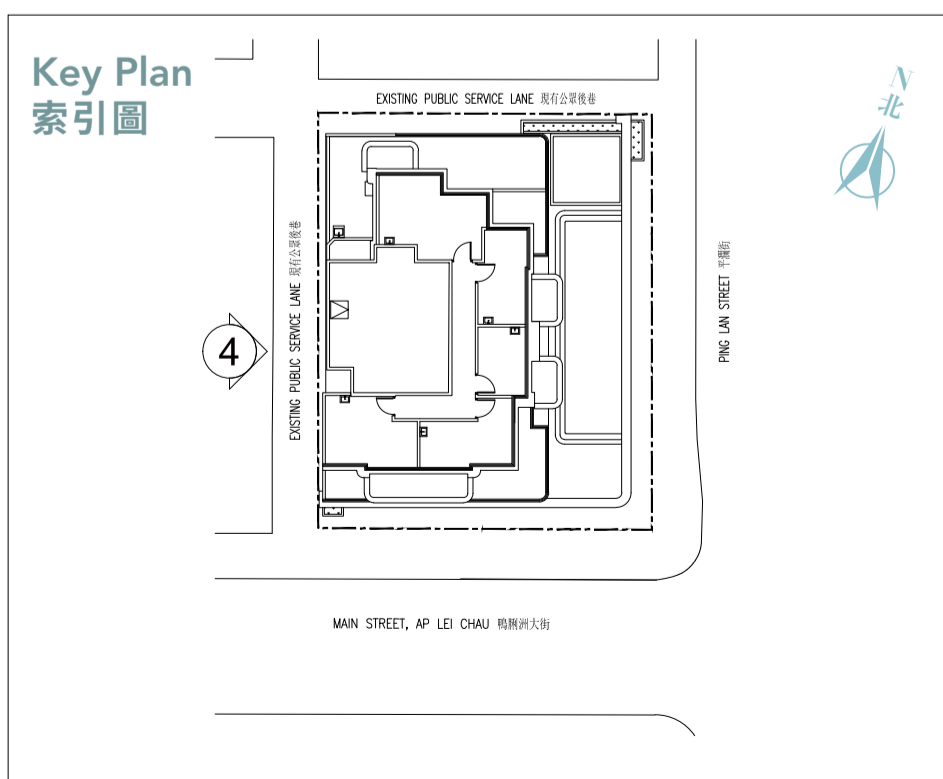 Key Plan
索引圖
N
北
EXISTING PUBLIC SERVICE LANE 現有公眾後巷
EXISTING PUBLIC SERVICE LANE 現有公眾後巷
4
PING LAN STREET 平瀾街
MAIN STREET, AP LEI CHAU 鴨脷洲大街